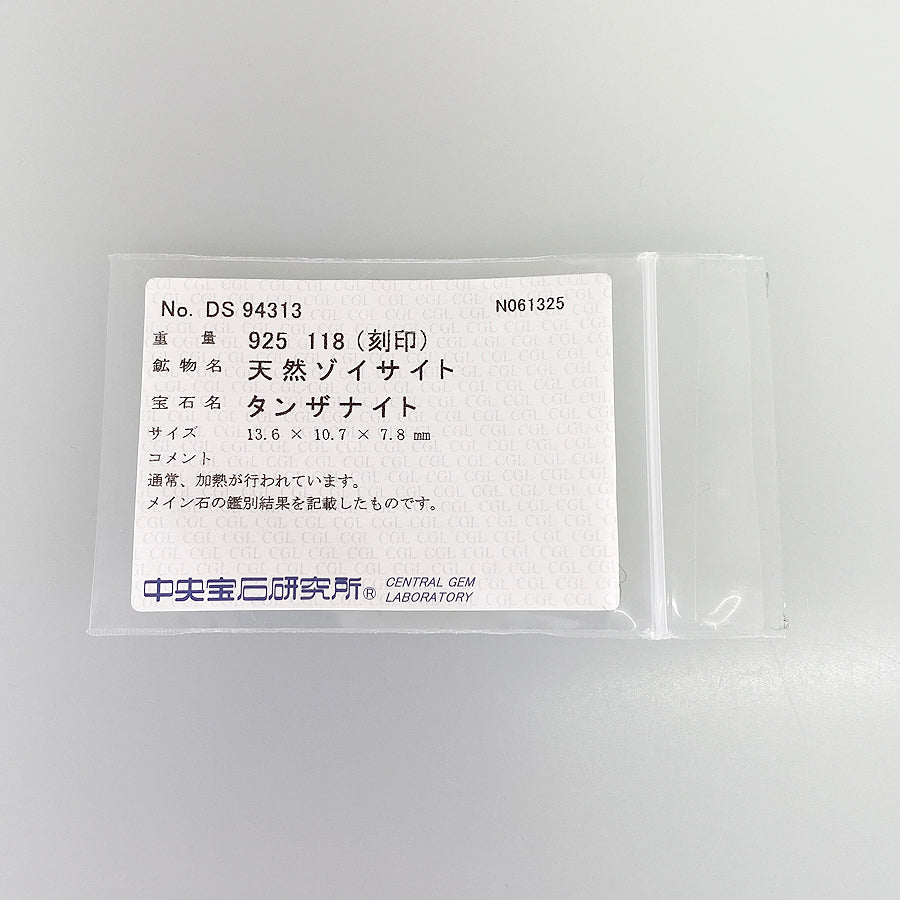 No. DS 94313 N061325
重 量 925 118 (刻印)
鉱物名 天然ゾイサイト
宝石名 タンザナイト
サイズ 13.6 × 10.7 × 7.8 mm
コメント
通常、加熱が行われています。
メイン石の鑑別結果を記載したものです。
中央宝石研究所® CENTRAL GEM
LABORATORY